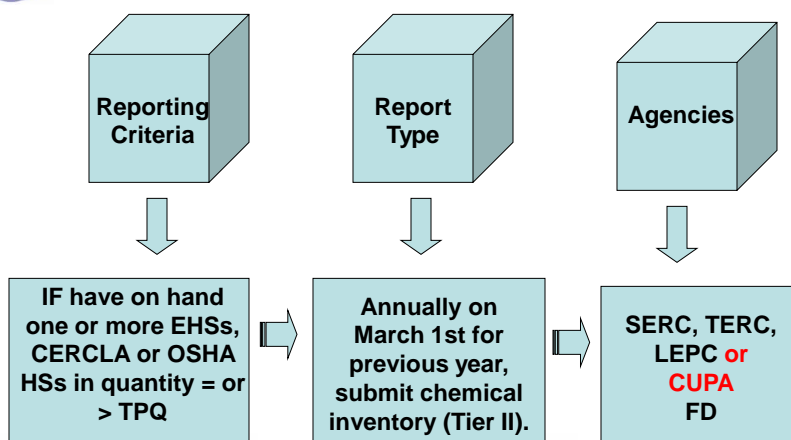 Reporting
Criteria
Report
Type
Agencies
IF have on hand
one or more EHSs,
CERCLA or OSHA
HSs in quantity = or
> TPQ
Annually on
March 1st for
previous year,
submit chemical
inventory (Tier II).
SERC, TERC,
LEPC or
CUPA
FD